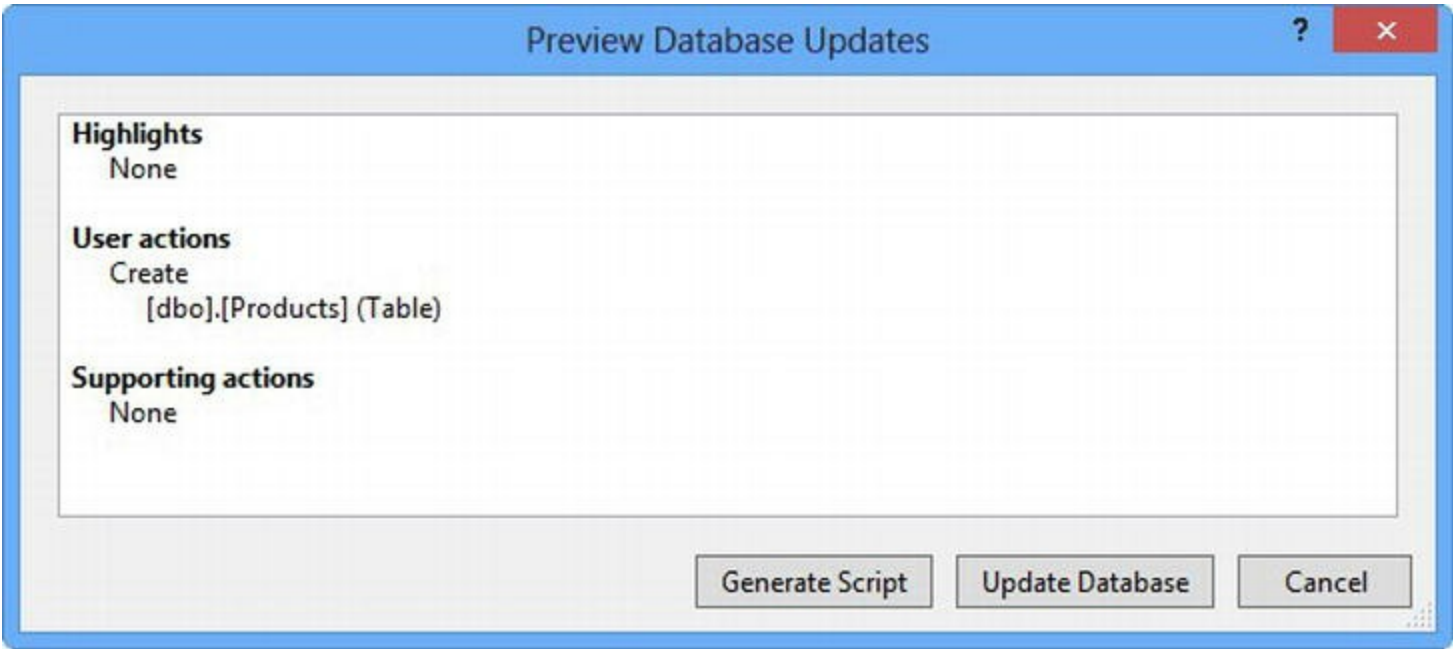 Preview Database Updates
?
×
Highlights
None
User actions
Create
[dbo].[Products] (Table)
Supporting actions
None
Generate Script
Update Database
Cancel